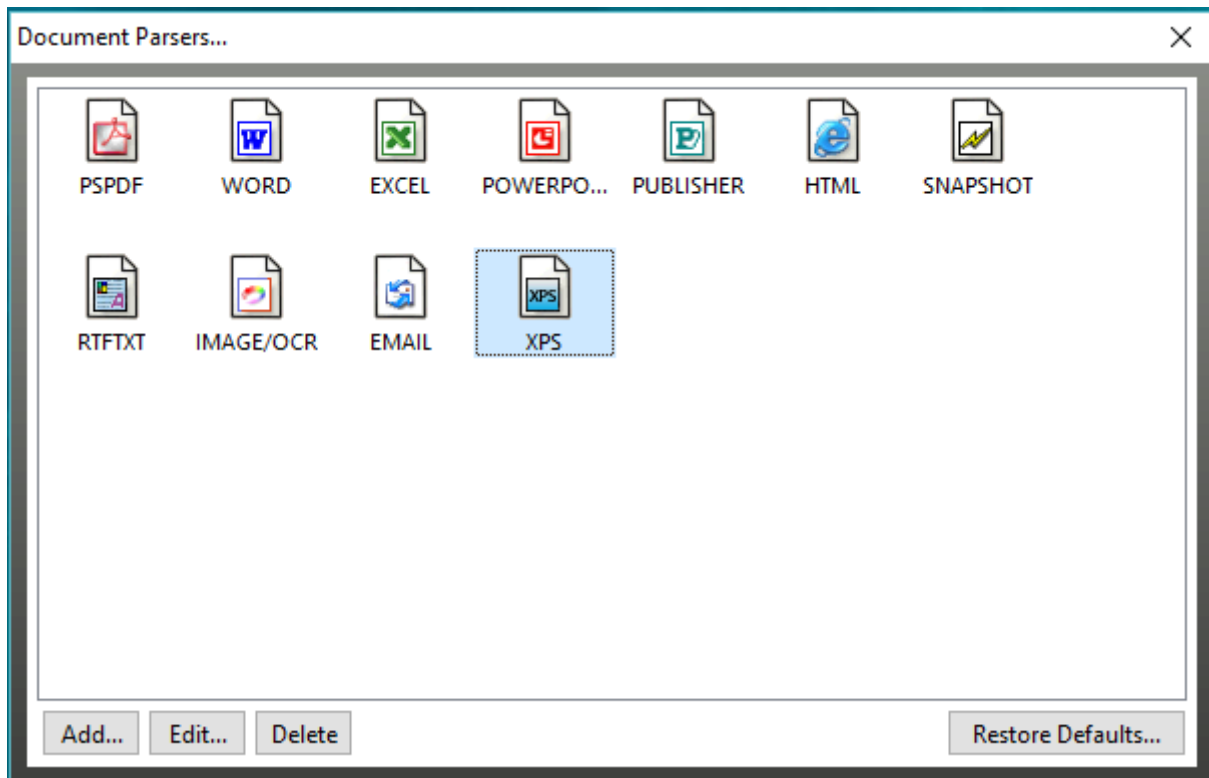 Document Parsers...
PSPDF WORD EXCEL POWERPO... PUBLISHER HTML SNAPSHOT
XPS
RTFTXT IMAGE/OCR EMAIL XPS
Add... Edit... Delete Restore Defaults...